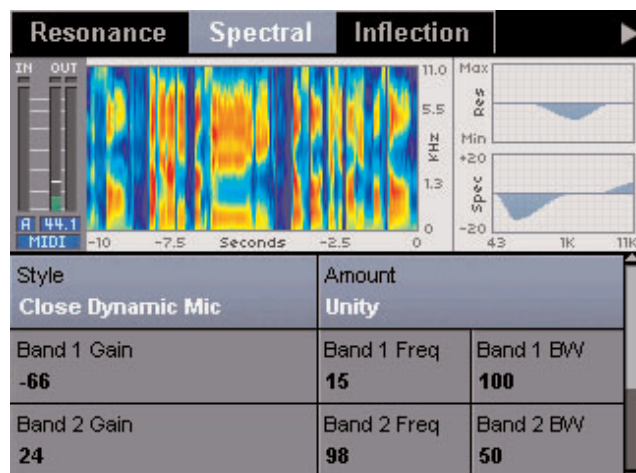 Resonance Spectral Inflection
IN OUT
11.0
5.5
KHz
1.3
0
A 44.1
MIDI
-10 -7.5 Seconds -2.5 0
Max
Res
Min
+20
Spec
-20
43 1K 11K
Style Amount
Close Dynamic Mic Unity
Band 1 Gain Band 1 Freq Band 1 BW
-66 15 100
Band 2 Gain Band 2 Freq Band 2 BW
24 98 50